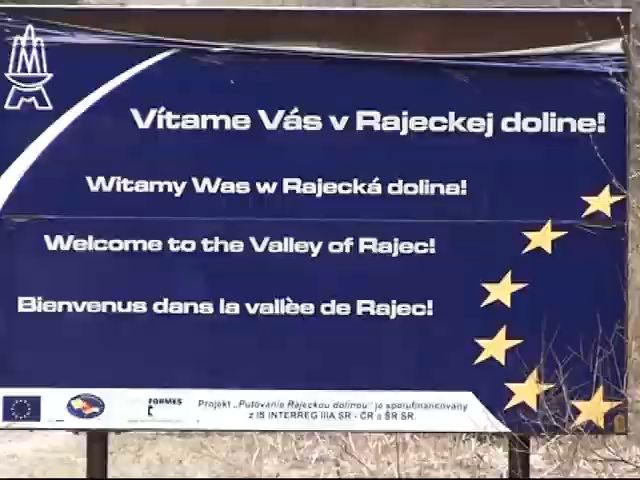 Vítame Vás v Rajeckej doline!
Witamy Was w Rajecká dolina!
Welcome to the Valley of Rajec!
Bienvenus dans la vallèe de Rajec!
FORMES
Projekt „Putovanie Rajeckou dolinou" je spolufinancovaný
z IS INTERREG IIIA SR - ČR a ŠR SR.